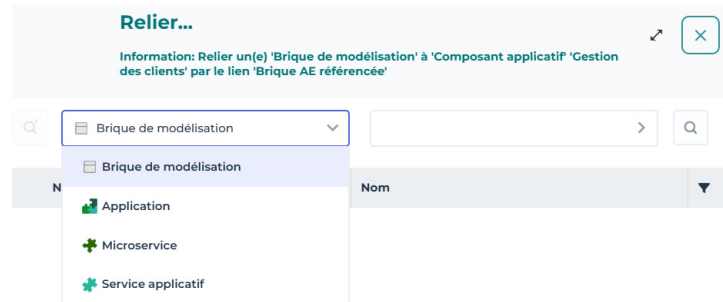 Relier...
Information: Relier un(e) 'Brique de modélisation' à 'Composant applicatif' 'Gestion
des clients' par le lien 'Brique AE référencée'
Brique de modélisation
Brique de modélisation
N
Nom
Application
Microservice
Service applicatif